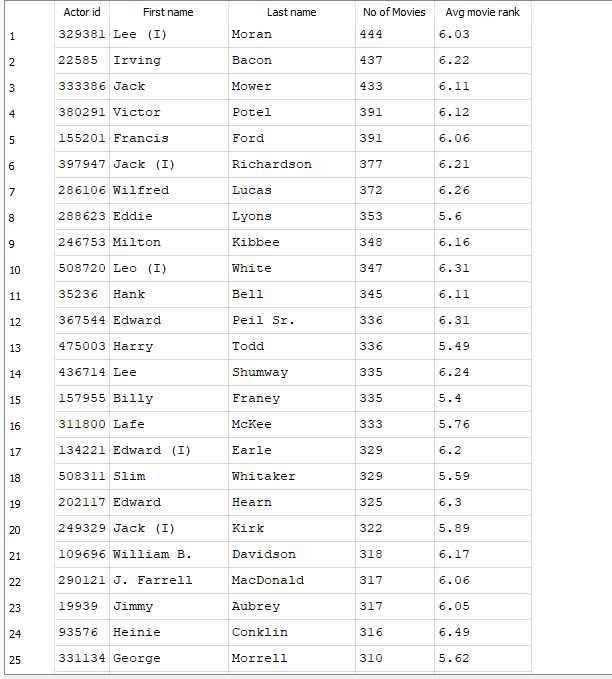 Actor id First name Last name No of Movies Avg movie rank
1 329381 Lee (I) Moran 444 6.03
2 22585 Irving Bacon 437 6.22
3 333386 Jack Mower 433 6.11
4 380291 Victor Potel 391 6.12
5 155201 Francis Ford 391 6.06
6 397947 Jack (I) Richardson 377 6.21
7 286106 Wilfred Lucas 372 6.26
8 288623 Eddie Lyons 353 5.6
9 246753 Milton Kibbee 348 6.16
10 508720 Leo (I) White 347 6.31
11 35236 Hank Bell 345 6.11
12 367544 Edward Peil Sr. 336 6.31
13 475003 Harry Todd 336 5.49
14 436714 Lee Shumway 335 6.24
15 157955 Billy Franey 335 5.4
16 311800 Lafe McKee 333 5.76
17 134221 Edward (I) Earle 329 6.2
18 508311 Slim Whitaker 329 5.59
19 202117 Edward Hearn 325 6.3
20 249329 Jack (I) Kirk 322 5.89
21 109696 William B. Davidson 318 6.17
22 290121 J. Farrell MacDonald 317 6.06
23 19939 Jimmy Aubrey 317 6.05
24 93576 Heinie Conklin 316 6.49
25 331134 George Morrell 310 5.62